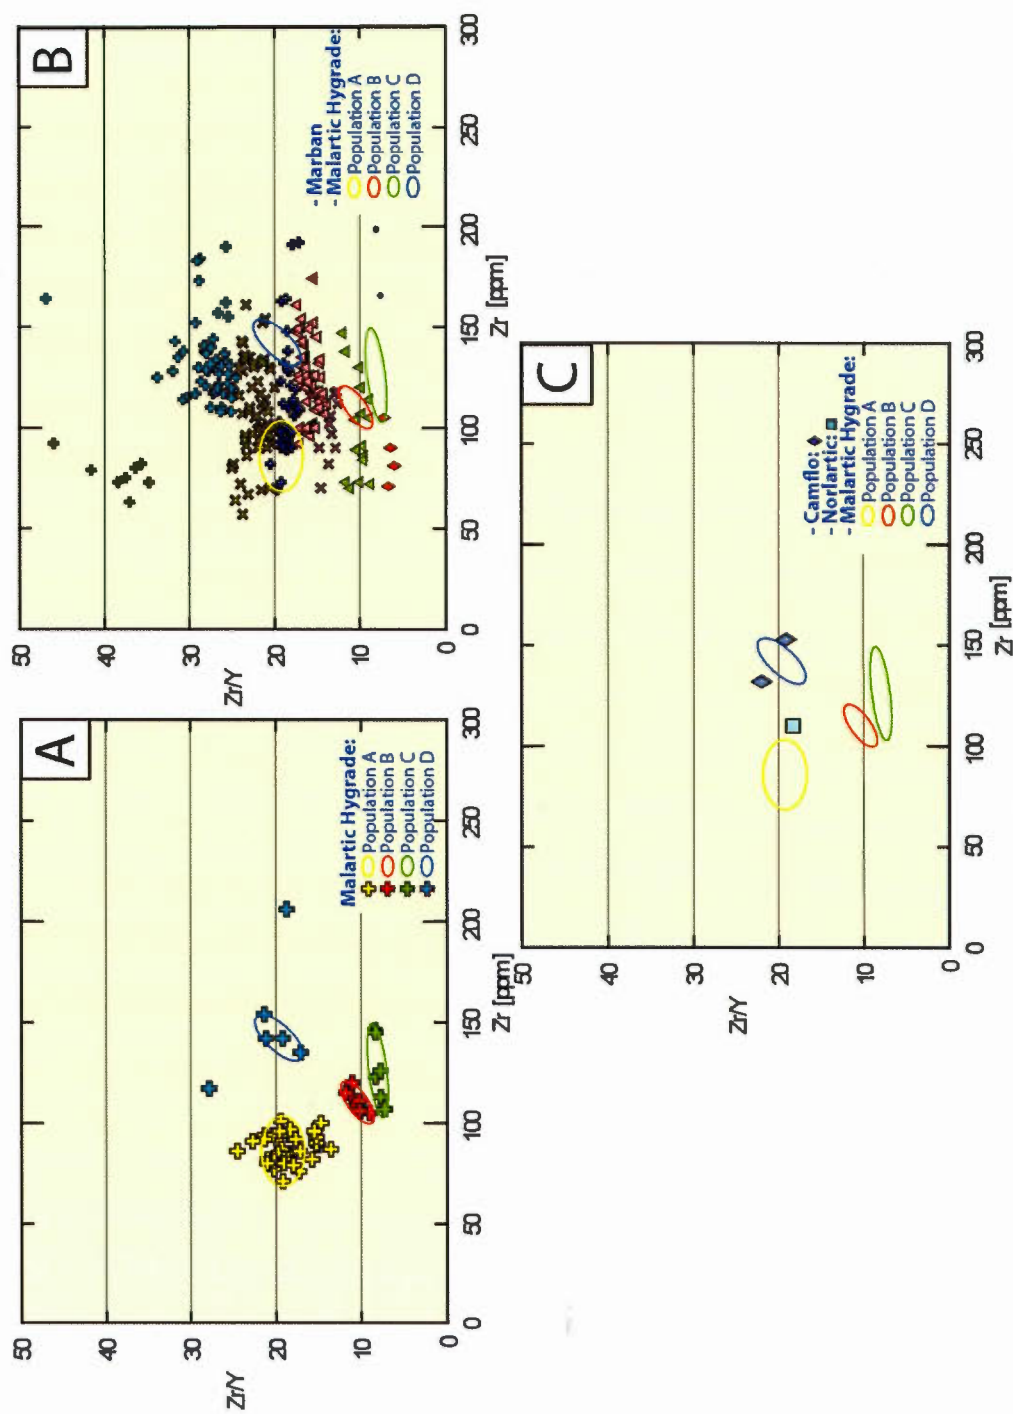 A
50
40
30
20
10
0
Zr/Y
0
50
100
150
200
250
300
Zr [ppm]
Malartic Hygrade:
Population A
Population B
Population C
Population D
B
50
40
30
20
10
0
Zr/Y
0
50
100
150
200
250
300
Zr [ppm]
- Marban
- Malartic Hygrade:
Population A
Population B
Population C
Population D
C
50
40
30
20
10
0
Zr/Y
0
50
100
150
200
250
300
Zr [ppm]
- Camflo:
- Norlartic:
- Malartic Hygrade:
Population A
Population B
Population C
Population D